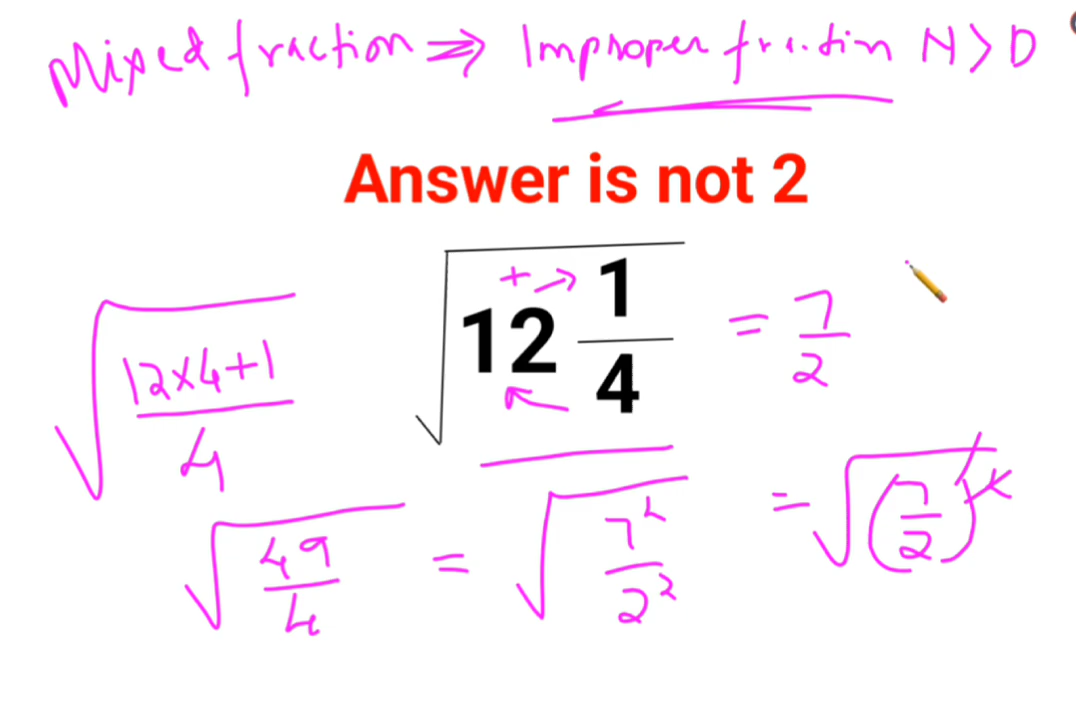 Mixed fraction ⇒ Improper fraction N > D
Answer is not 2
√(12 1/4) = 7/2
√((12×4+1)/4)
√(49/4) = √(7²/2²) = √((7/2)²)